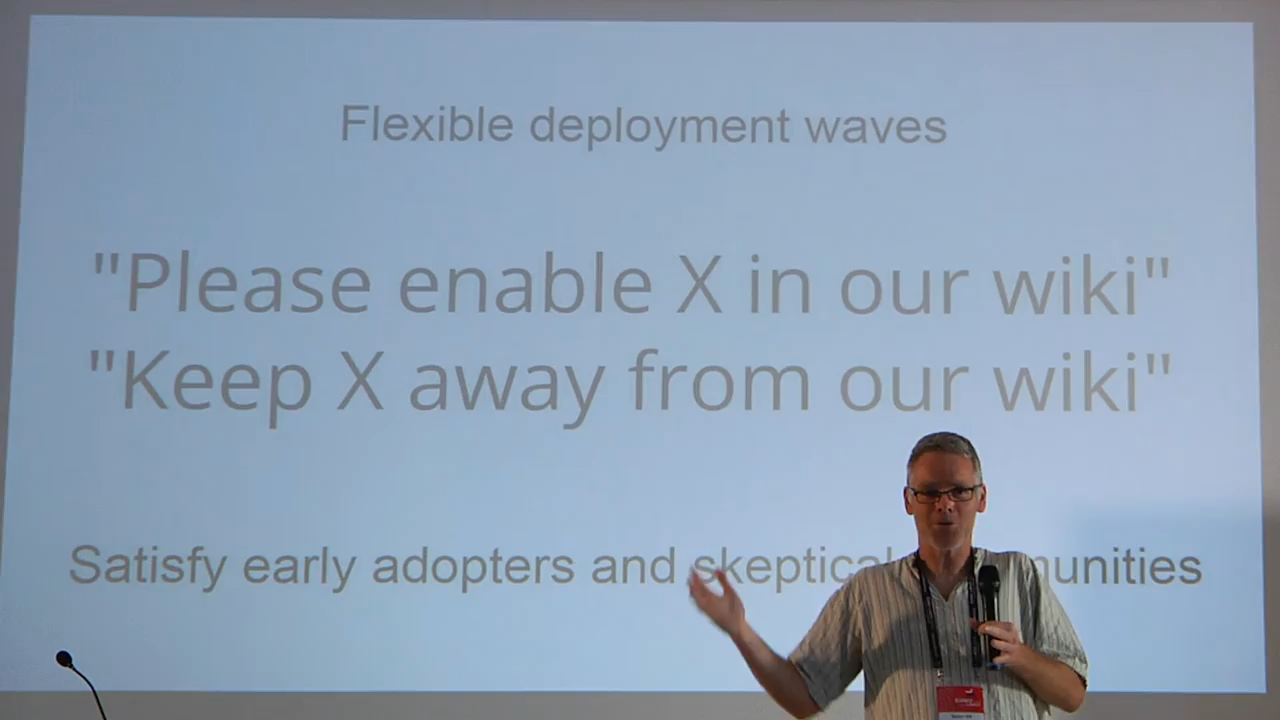 Flexible deployment waves
"Please enable X in our wiki"
"Keep X away from our wiki"
Satisfy early adopters and